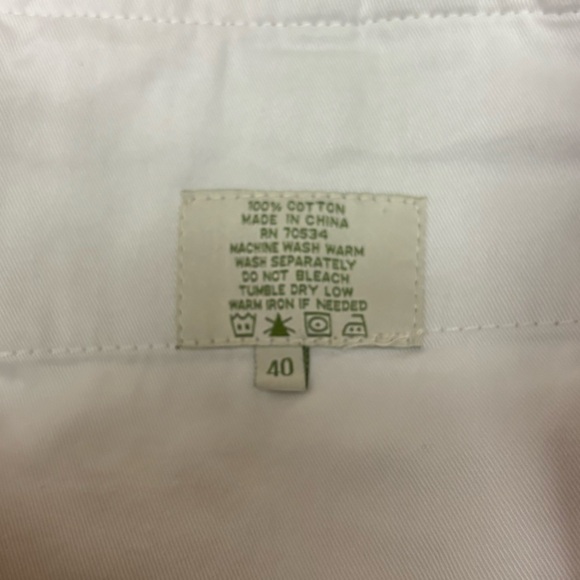 100% COTTON
MADE IN CHINA
RN 70534
MACHINE WASH WARM
WASH SEPARATELY
DO NOT BLEACH
TUMBLE DRY LOW
WARM IRON IF NEEDED
40